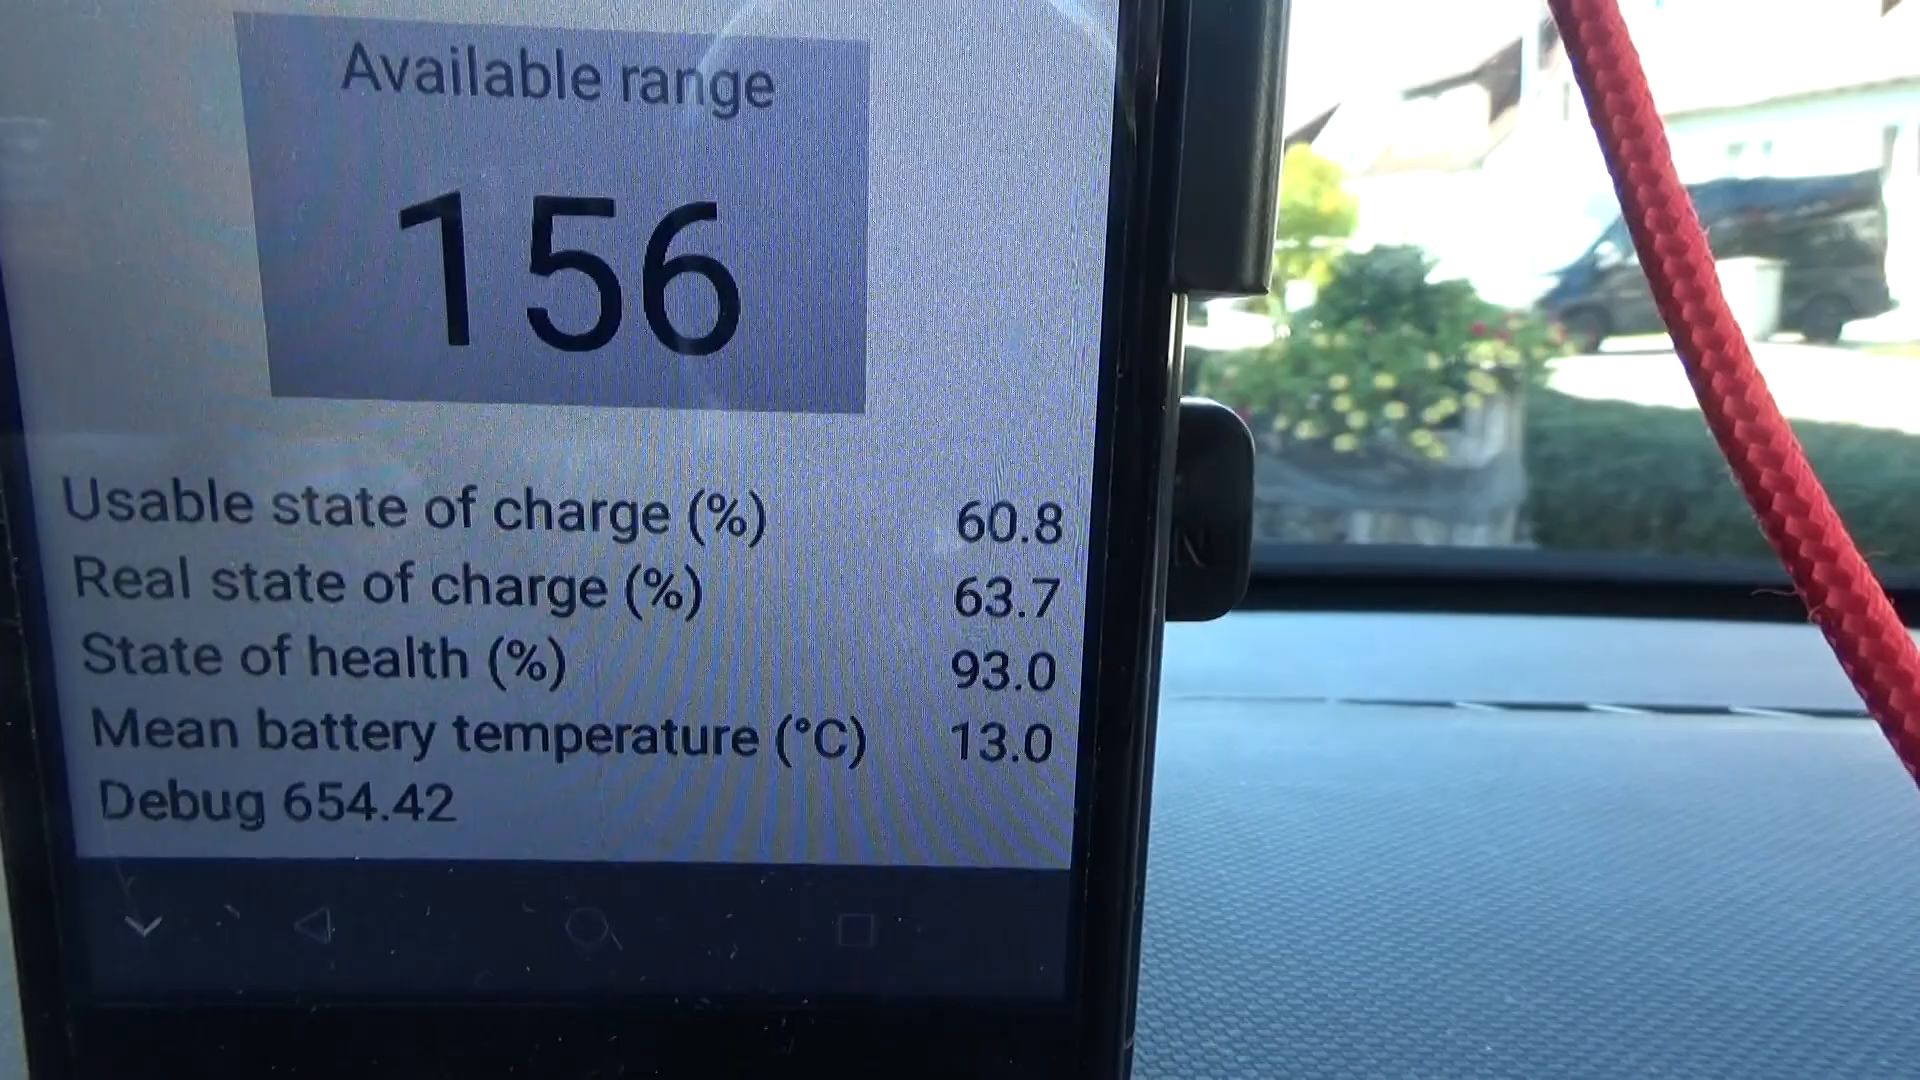 Available range
156
Usable state of charge (%) 60.8
Real state of charge (%) 63.7
State of health (%) 93.0
Mean battery temperature (°C) 13.0
Debug 654.42